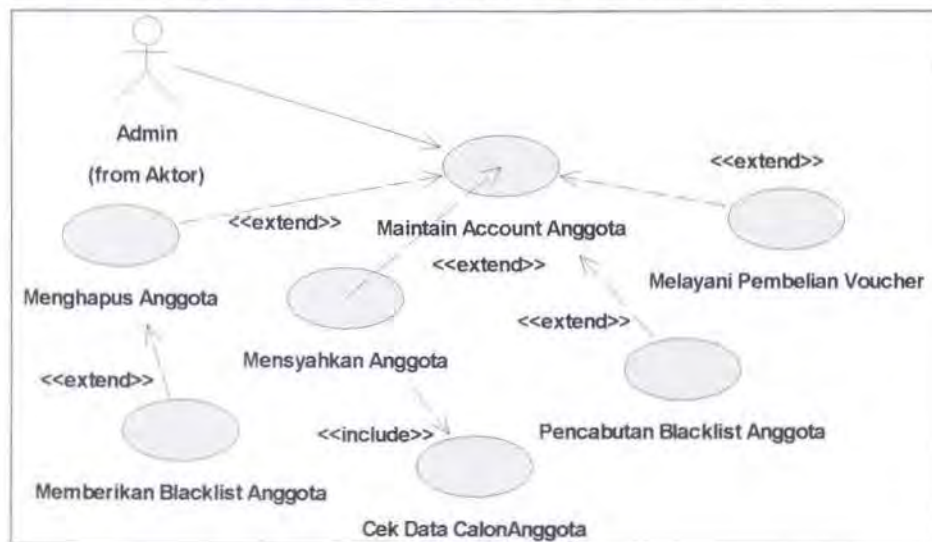 Admin
(from Aktor)
<<extend>>
<<extend>>
Maintain Account Anggota
<<extend>>
Melayani Pembelian Voucher
Menghapus Anggota
<<extend>>
Mensyahkan Anggota
<<extend>>
<<include>>
Pencabutan Blacklist Anggota
Memberikan Blacklist Anggota
Cek Data CalonAnggota